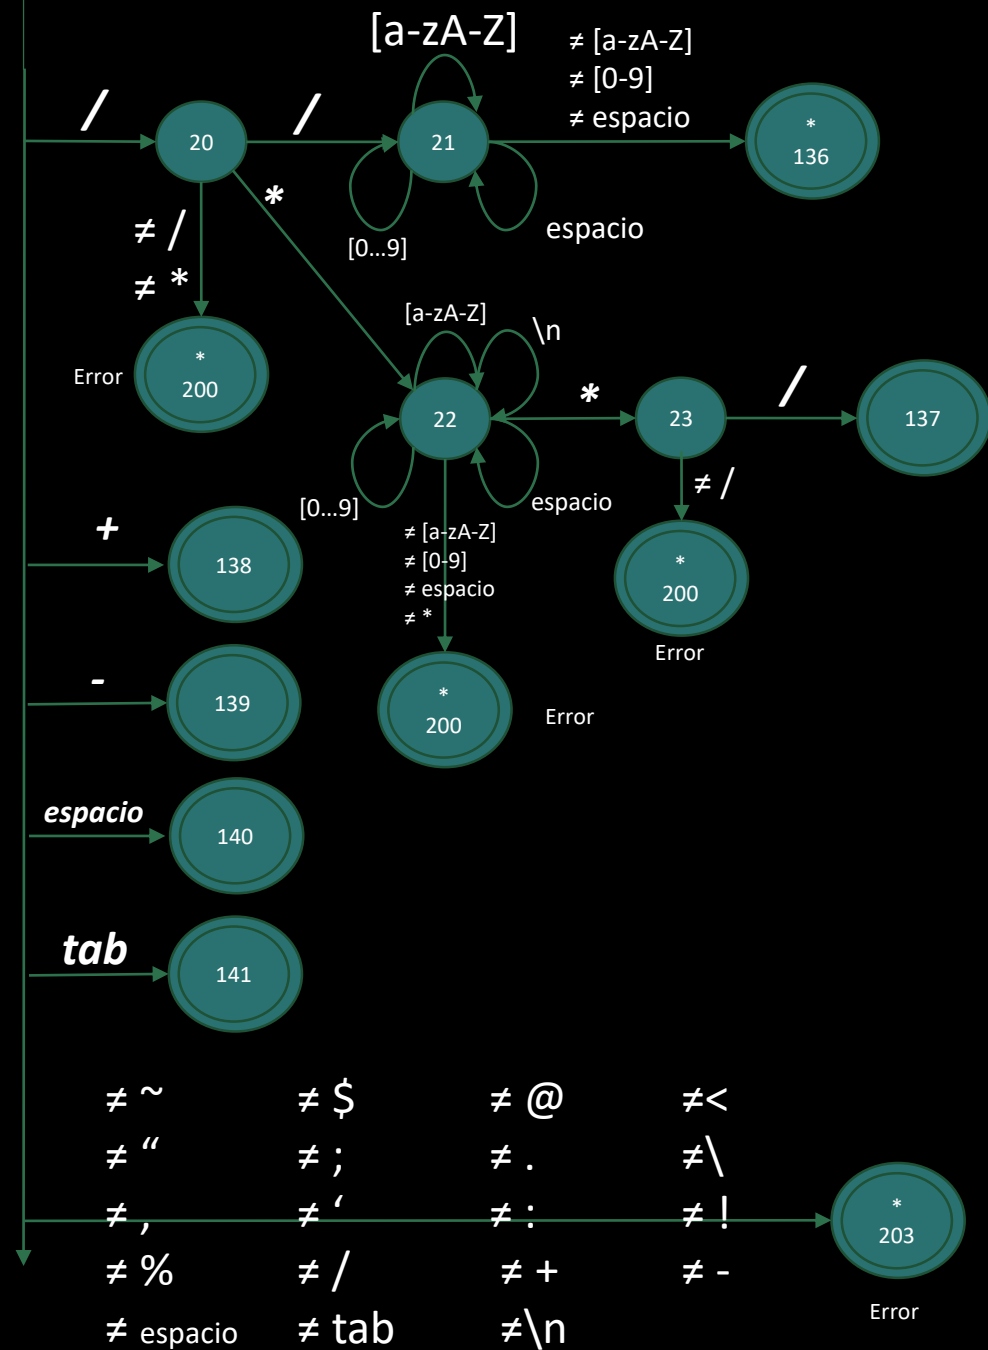 [a-zA-Z]
≠ [a-zA-Z]
≠ [0-9]
≠ espacio
/
20
/
21
*
136
*
[0...9]
espacio
≠ /
≠ *
*
200
Error
[a-zA-Z]
\n
22
*
23
/
137
[0...9]
espacio
≠ /
≠ [a-zA-Z]
≠ [0-9]
≠ espacio
≠ *
*
200
Error
*
200
Error
+
138
-
139
espacio
140
tab
141
≠ ~ ≠ $ ≠ @ ≠<
≠ “ ≠ ; ≠ . ≠\
≠ , ≠ ‘ ≠ : ≠ !
≠ % ≠ / ≠ + ≠ -
≠ espacio ≠ tab ≠\n
*
203
Error